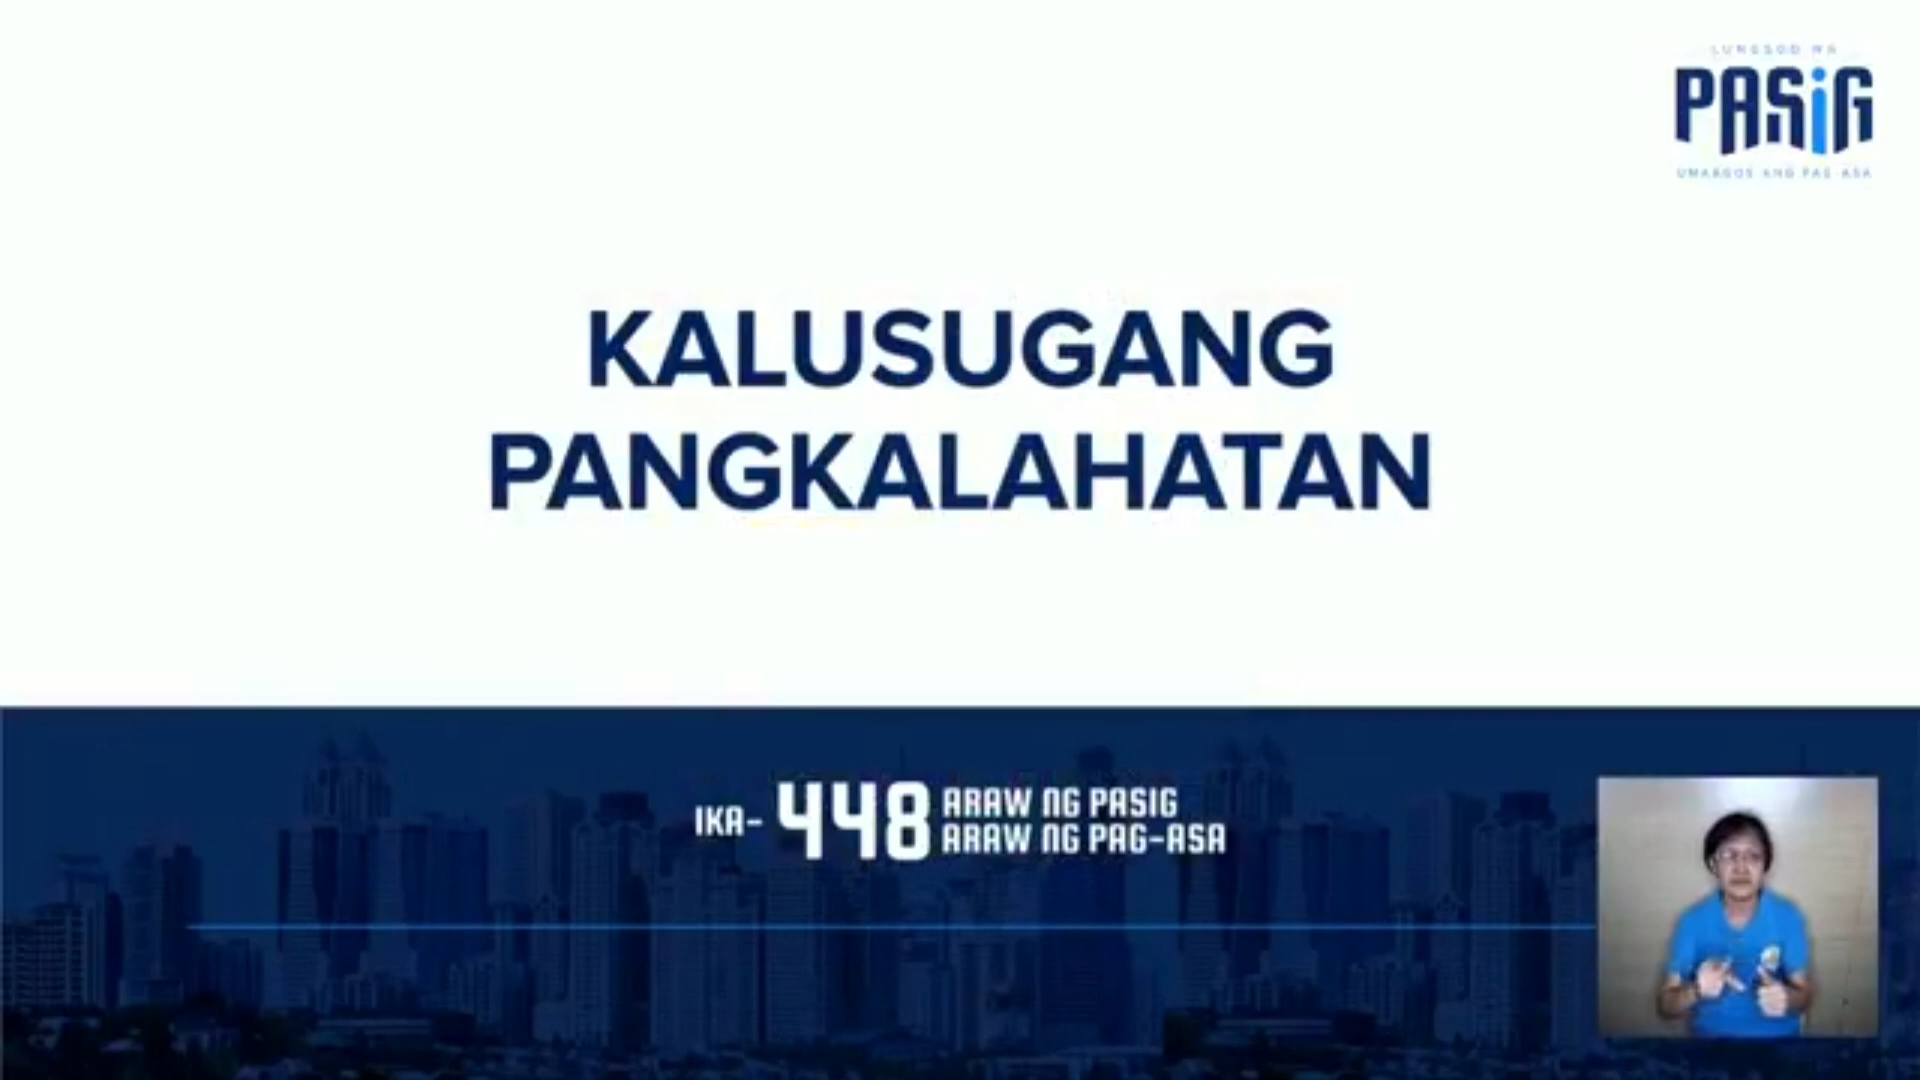 LUNGSOD NG
PASiG
UMAAGOS ANG PAG-ASA
KALUSUGANG
PANGKALAHATAN
IKA-448 ARAW NG PASIG
ARAW NG PAG-ASA